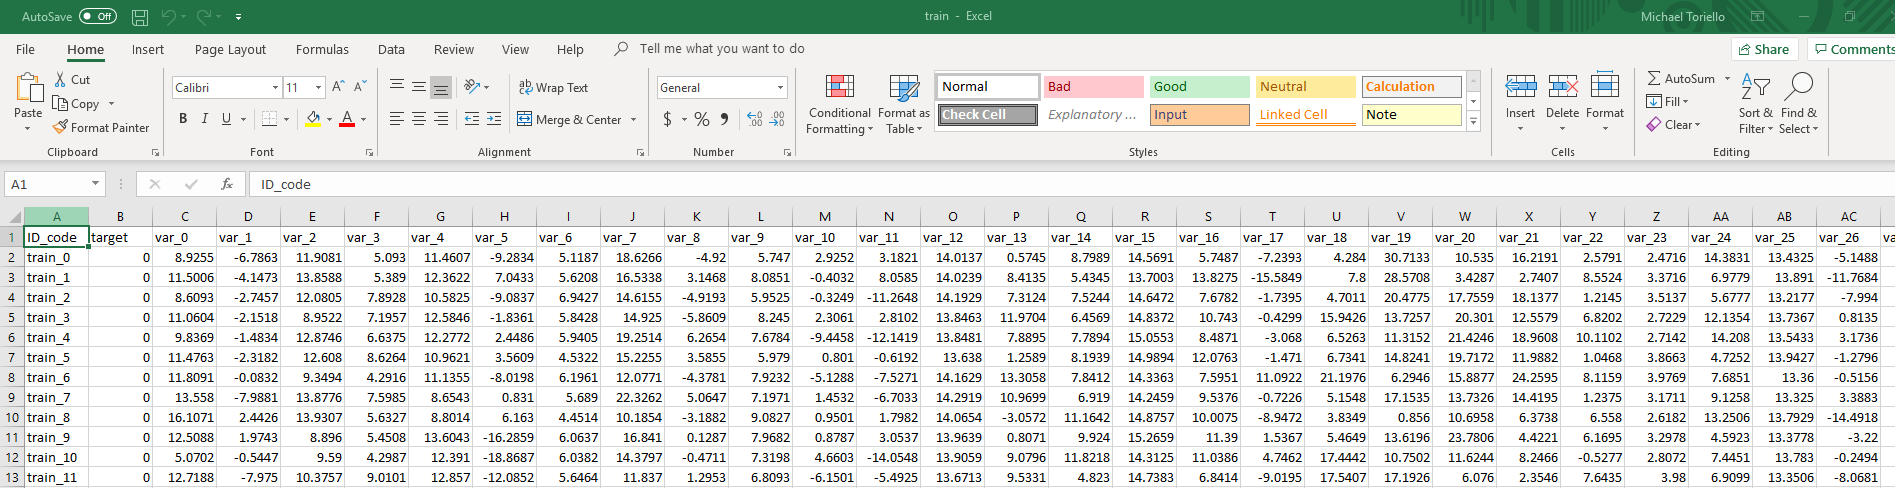 AutoSave Off train - Excel Michael Toriello
File Home Insert Page Layout Formulas Data Review View Help Tell me what you want to do Share Comments
Cut Calibri 11 Wrap Text General Normal Bad Good Neutral Calculation AutoSum
Paste Copy Conditional Formatting Format as Table Insert Delete Format Fill Sort & Filter Find & Select
Format Painter B I U A Merge & Center $ % Check Cell Explanatory ... Input Linked Cell Note Clear
Clipboard Font Alignment Number Styles Cells Editing
A1 fx ID_code
A B C D E F G H I J K L M N O P Q R S T U V W X Y Z AA AB AC
1 ID_code target var_0 var_1 var_2 var_3 var_4 var_5 var_6 var_7 var_8 var_9 var_10 var_11 var_12 var_13 var_14 var_15 var_16 var_17 var_18 var_19 var_20 var_21 var_22 var_23 var_24 var_25 var_26 va
2 train_0 0 8.9255 -6.7863 11.9081 5.093 11.4607 -9.2834 5.1187 18.6266 -4.92 5.747 2.9252 3.1821 14.0137 0.5745 8.7989 14.5691 5.7487 -7.2393 4.284 30.7133 10.535 16.2191 2.5791 2.4716 14.3831 13.4325 -5.1488
3 train_1 0 11.5006 -4.1473 13.8588 5.389 12.3622 7.0433 5.6208 16.5338 3.1468 8.0851 -0.4032 8.0585 14.0239 8.4135 5.4345 13.7003 13.8275 -15.5849 7.8 28.5708 3.4287 2.7407 8.5524 3.3716 6.9779 13.891 -11.7684
4 train_2 0 8.6093 -2.7457 12.0805 7.8928 10.5825 -9.0837 6.9427 14.6155 -4.9193 5.9525 -0.3249 -11.2648 14.1929 7.3124 7.5244 14.6472 7.6782 -1.7395 4.7011 20.4775 17.7559 18.1377 1.2145 3.5137 5.6777 13.2177 -7.994
5 train_3 0 11.0604 -2.1518 8.9522 7.1957 12.5846 -1.8361 5.8428 14.925 -5.8609 8.245 2.3061 2.8102 13.8463 11.9704 6.4569 14.8372 10.743 -0.4299 15.9426 13.7257 20.301 12.5579 6.8202 2.7229 12.1354 13.7367 0.8135
6 train_4 0 9.8369 -1.4834 12.8746 6.6375 12.2772 2.4486 5.9405 19.2514 6.2654 7.6784 -9.4458 -12.1419 13.8481 7.8895 7.7894 15.0553 8.4871 -3.068 6.5263 11.3152 21.4246 18.9608 10.1102 2.7142 14.208 13.5433 3.1736
7 train_5 0 11.4763 -2.3182 12.608 8.6264 10.9621 3.5609 4.5322 15.2255 3.5855 5.979 0.801 -0.6192 13.638 1.2589 8.1939 14.9894 12.0763 -1.471 6.7341 14.8241 19.7172 11.9882 1.0468 3.8663 4.7252 13.9427 -1.2796
8 train_6 0 11.8091 -0.0832 9.3494 4.2916 11.1355 -8.0198 6.1961 12.0771 -4.3781 7.9232 -5.1288 -7.5271 14.1629 13.3058 7.8412 14.3363 7.5951 11.0922 21.1976 6.2946 15.8877 24.2595 8.1159 3.9769 7.6851 13.36 -0.5156
9 train_7 0 13.558 -7.9881 13.8776 7.5985 8.6543 0.831 5.689 22.3262 5.0647 7.1971 1.4532 -6.7033 14.2919 10.9699 6.919 14.2459 9.5376 -0.7226 5.1548 17.1535 13.7326 14.4195 1.2375 3.1711 9.1258 13.325 3.3883
10 train_8 0 16.1071 2.4426 13.9307 5.6327 8.8014 6.163 4.4514 10.1854 -3.1882 9.0827 0.9501 1.7982 14.0654 -3.0572 11.1642 14.8757 10.0075 -8.9472 3.8349 0.856 10.6958 6.3738 6.558 2.6182 13.2506 13.7929 -14.4918
11 train_9 0 12.5088 1.9743 8.896 5.4508 13.6043 -16.2859 6.0637 16.841 0.1287 7.9682 0.8787 3.0537 13.9639 0.8071 9.924 15.2659 11.39 1.5367 5.4649 13.6196 23.7806 4.4221 6.1695 3.2978 4.5923 13.3778 -3.22
12 train_10 0 5.0702 -0.5447 9.59 4.2987 12.391 -18.8687 6.0382 14.3797 -0.4711 7.3198 4.6603 -14.0548 13.9059 9.0796 11.8218 14.3125 11.0386 4.7462 17.4442 10.7502 11.6244 8.2466 -0.5277 2.8072 7.4451 13.783 -0.2494
13 train_11 0 12.7188 -7.975 10.3757 9.0101 12.857 -12.0852 5.6464 11.837 1.2953 6.8093 -6.1501 -5.4925 13.6713 9.5331 4.823 14.7383 6.8414 -9.0195 17.5407 17.1926 6.076 2.3546 7.6435 3.98 6.9099 13.3506 -8.0681